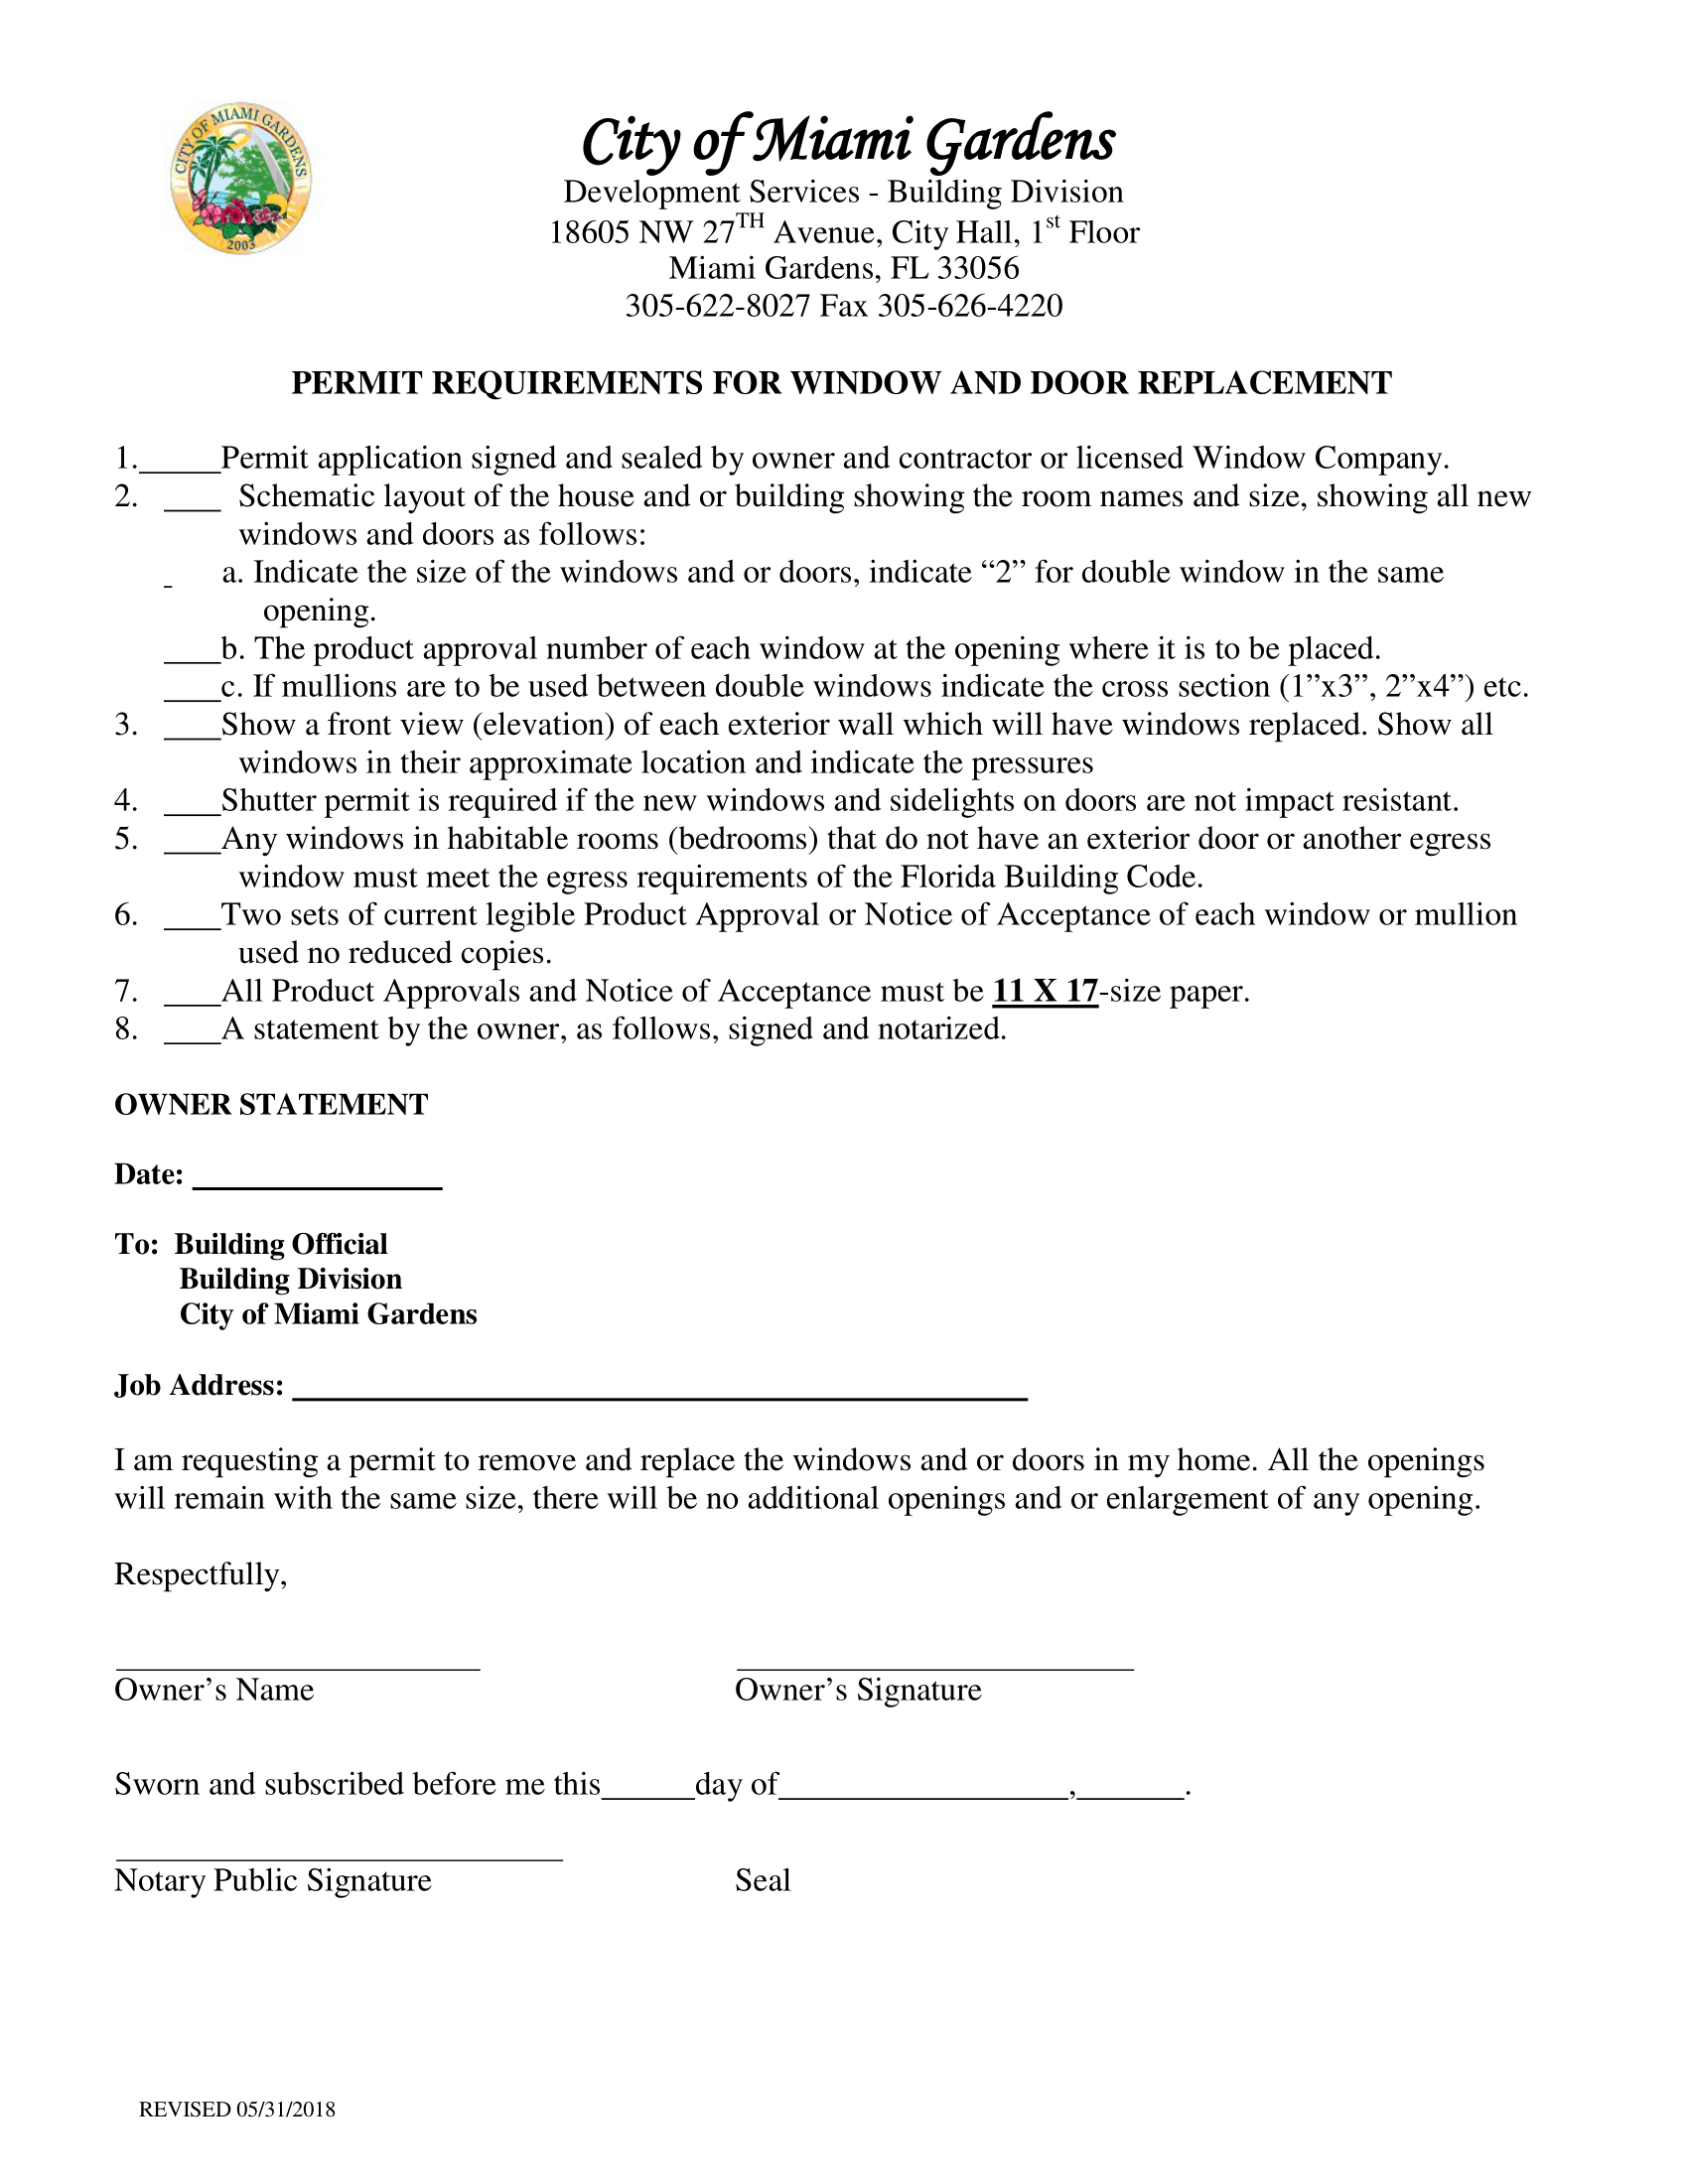 CITY OF MIAMI GARDENS
2003
City of Miami Gardens
Development Services - Building Division
18605 NW 27TH Avenue, City Hall, 1st Floor
Miami Gardens, FL 33056
305-622-8027 Fax 305-626-4220
PERMIT REQUIREMENTS FOR WINDOW AND DOOR REPLACEMENT
1._____Permit application signed and sealed by owner and contractor or licensed Window Company.
2. ____ Schematic layout of the house and or building showing the room names and size, showing all new
windows and doors as follows:
_ a. Indicate the size of the windows and or doors, indicate “2” for double window in the same
opening.
____b. The product approval number of each window at the opening where it is to be placed.
____c. If mullions are to be used between double windows indicate the cross section (1”x3”, 2”x4”) etc.
3. ____Show a front view (elevation) of each exterior wall which will have windows replaced. Show all
windows in their approximate location and indicate the pressures
4. ____Shutter permit is required if the new windows and sidelights on doors are not impact resistant.
5. ____Any windows in habitable rooms (bedrooms) that do not have an exterior door or another egress
window must meet the egress requirements of the Florida Building Code.
6. ____Two sets of current legible Product Approval or Notice of Acceptance of each window or mullion
used no reduced copies.
7. ____All Product Approvals and Notice of Acceptance must be 11 X 17-size paper.
8. ____A statement by the owner, as follows, signed and notarized.
OWNER STATEMENT
Date: ________________
To: Building Official
Building Division
City of Miami Gardens
Job Address: ________________________________________________
I am requesting a permit to remove and replace the windows and or doors in my home. All the openings
will remain with the same size, there will be no additional openings and or enlargement of any opening.
Respectfully,
______________________ ________________________
Owner’s Name Owner’s Signature
Sworn and subscribed before me this______day of__________________,_______.
___________________________
Notary Public Signature Seal
REVISED 05/31/2018